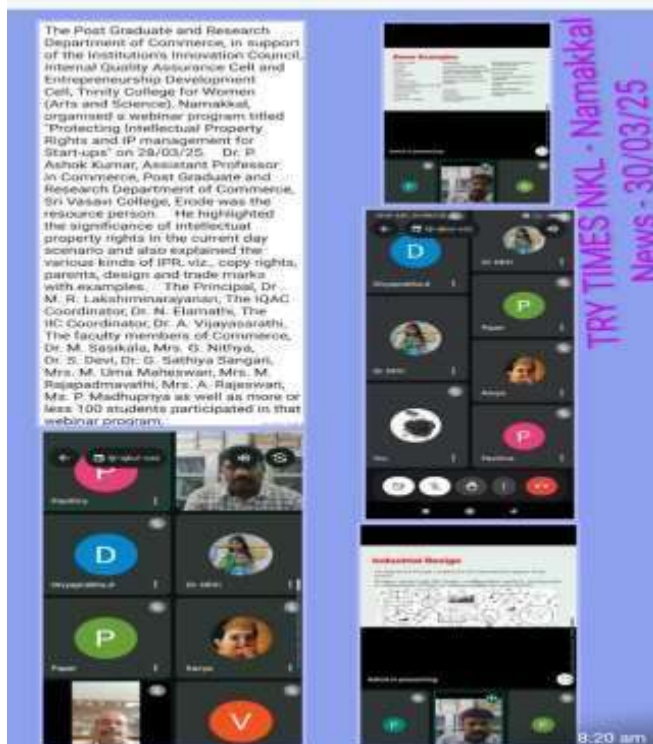 The Post Graduate and Research
Department of Commerce, in support
of the Institution's Innovation Council,
Internal Quality Assurance Cell and
Entrepreneurship Development
Cell, Trinity College for Women
(Arts and Science), Namakkal,
organised a webinar program titled
"Protecting Intellectual Property
Rights and IP management for
Start-ups" on 28/03/25. Dr. P.
Ashok Kumar, Assistant Professor
in Commerce, Post Graduate and
Research Department of Commerce,
Sri Vasavi College, Erode was the
resource person. He highlighted
the significance of intellectual
property rights in the current day
scenario and also explained the
various kinds of IPR, viz., copy rights,
parents, design and trade marks
with examples. The Principal, Dr
M. R. Lakshminarayanan, The IQAC
Coordinator, Dr. N. Elamathi, The
IIC Coordinator, Dr. A. Vijayasarathi,
The faculty members of Commerce,
Dr. M. Sasikala, Mrs. G. Nithya,
Dr. S. Devi, Dr. G. Sathiya Sangari,
Mrs. M. Uma Maheswari, Mrs. M.
Rajapadmavathi, Mrs. A. Rajeswari,
Ms. P. Madhupriya as well as more or
less 100 students participated in that
webinar program.
TRY TIMES NKL - Namakkal
News - 30/03/25
D
P
P
P
D
P
V
Industrial Design
P
P
8:20 am